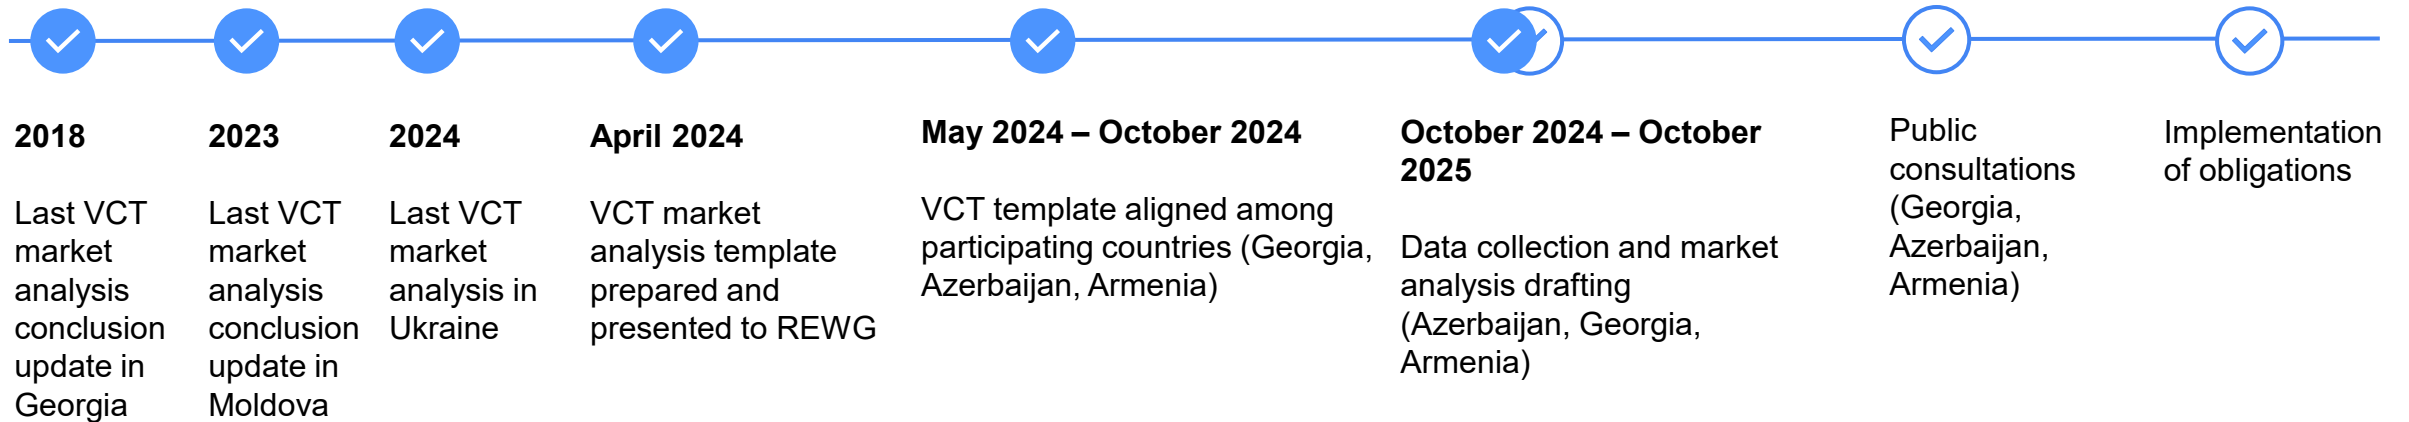 2018
Last VCT
market
analysis
conclusion
update in
Georgia
2023
Last VCT
market
analysis
conclusion
update in
Moldova
2024
Last VCT
market
analysis in
Ukraine
April 2024
VCT market
analysis template
prepared and
presented to REWG
May 2024 – October 2024
VCT template aligned among
participating countries (Georgia,
Azerbaijan, Armenia)
October 2024 – October
2025
Data collection and market
analysis drafting
(Azerbaijan, Georgia,
Armenia)
Public
consultations
(Georgia,
Azerbaijan,
Armenia)
Implementation
of obligations